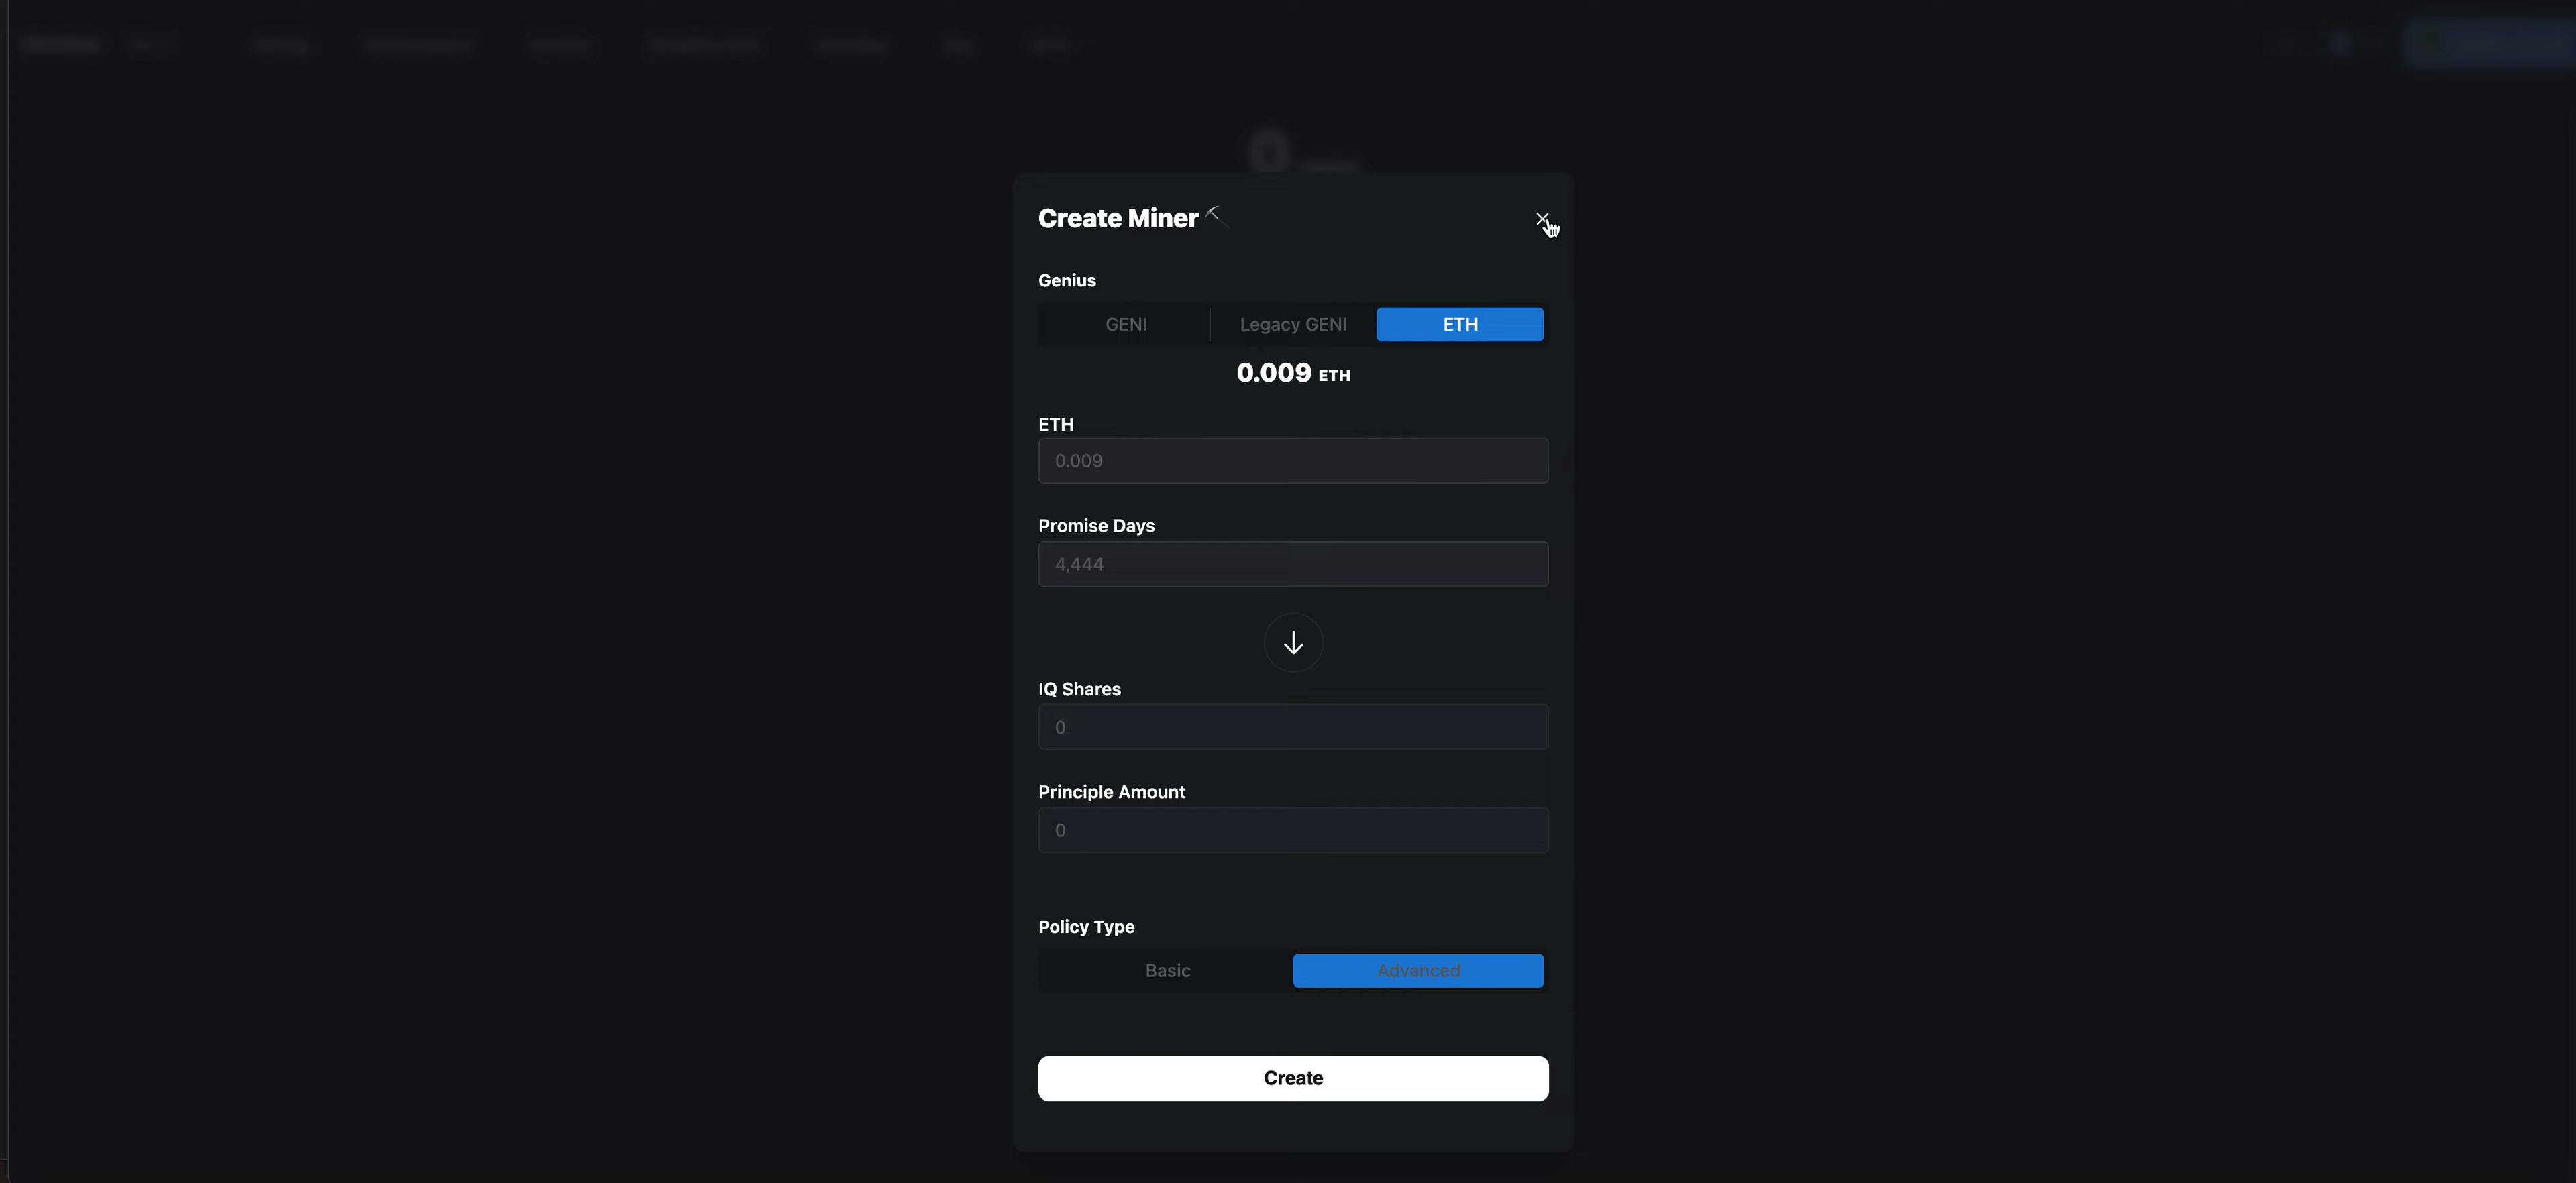 0
Create Miner
Genius
GENI Legacy GENI ETH
0.009 ETH
ETH
0.009
Promise Days
4,444
IQ Shares
0
Principle Amount
0
Policy Type
Basic Advanced
Create